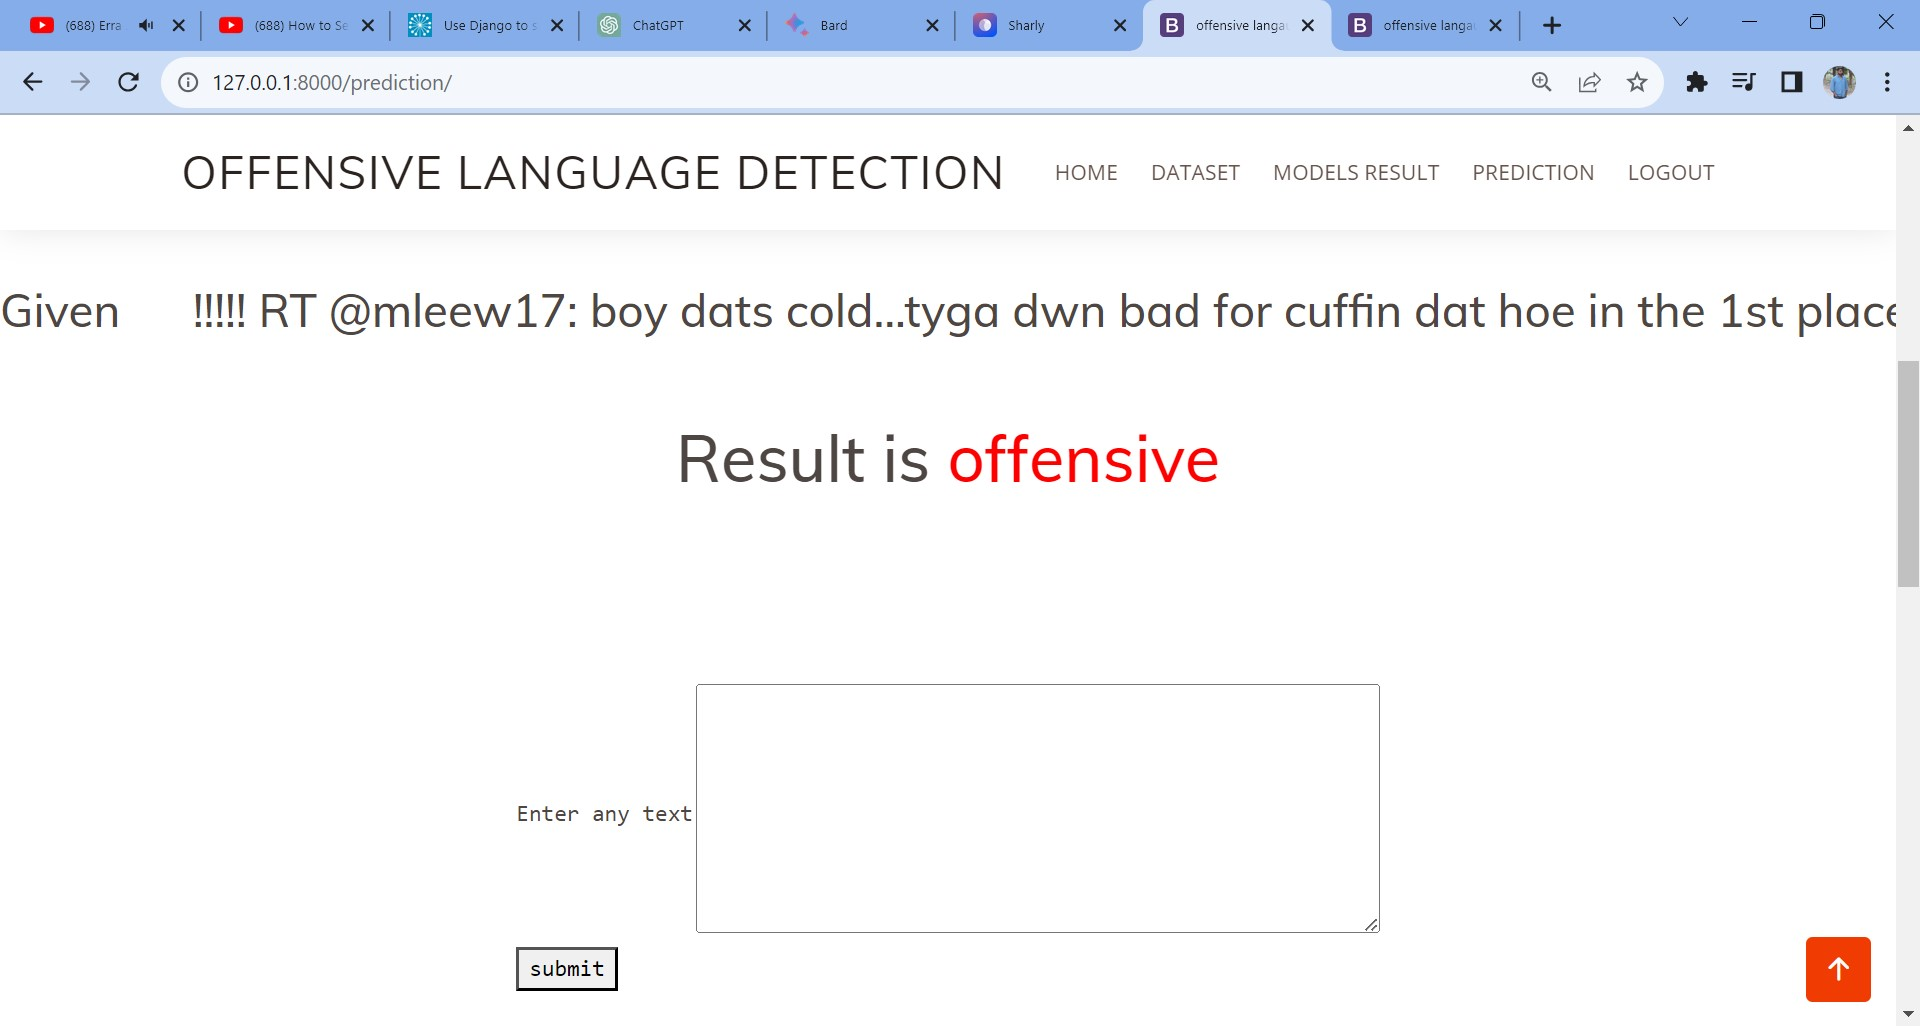 (688) Erra
(688) How to Se
Use Django to s
ChatGPT
Bard
Sharly
offensive langau
offensive langau
127.0.0.1:8000/prediction/
OFFENSIVE LANGUAGE DETECTION
HOME DATASET MODELS RESULT PREDICTION LOGOUT
Given !!!!! RT @mleew17: boy dats cold...tyga dwn bad for cuffin dat hoe in the 1st place
Result is offensive
Enter any text
submit